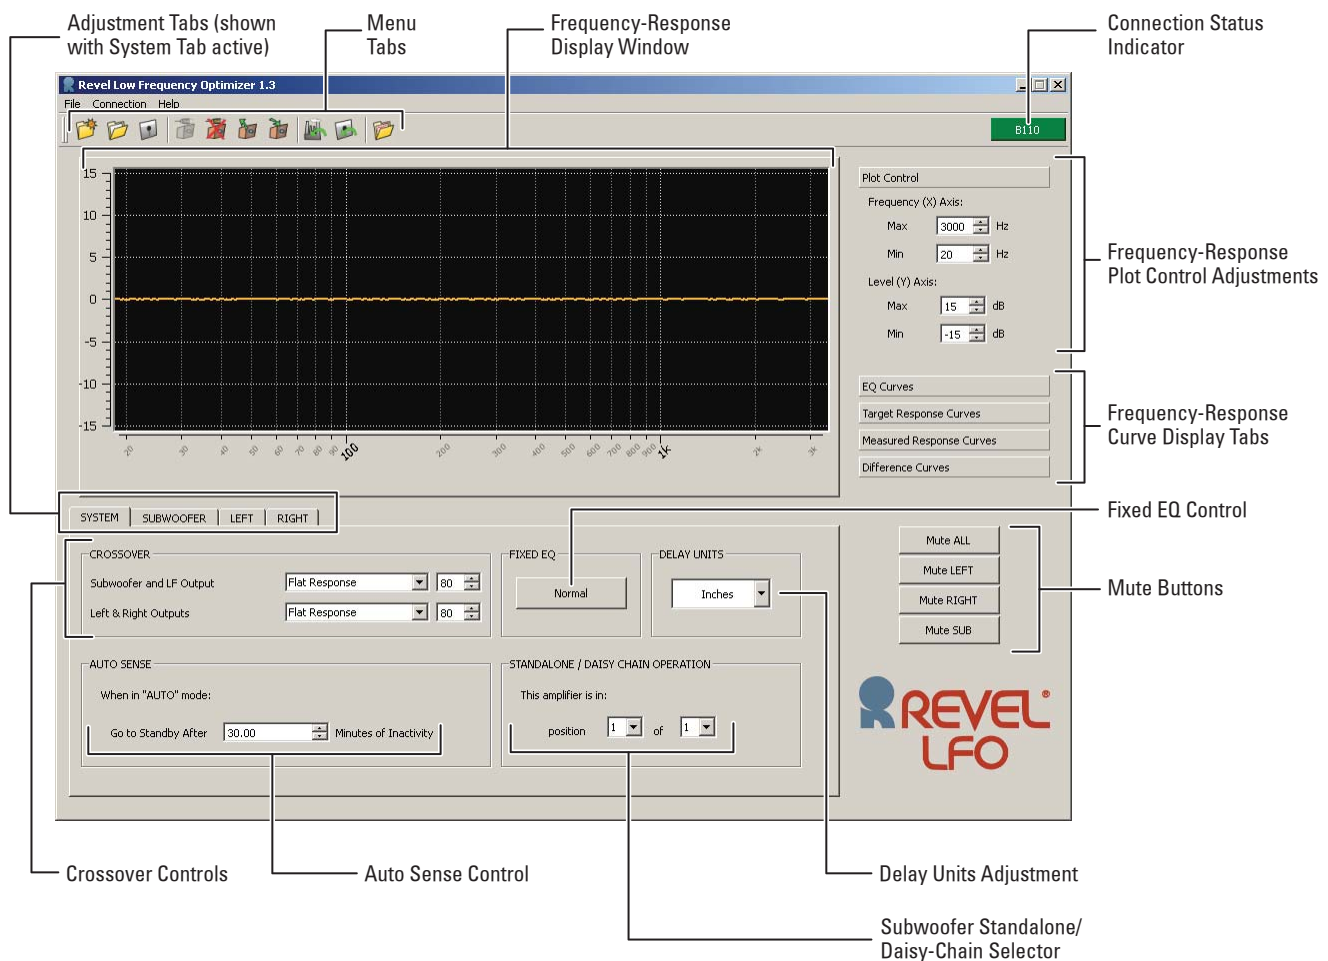 Adjustment Tabs (shown
with System Tab active)
Menu
Tabs
Frequency-Response
Display Window
Connection Status
Indicator
Revel Low Frequency Optimizer 1.3
File Connection Help
B110
15
10
5
0
-5
-10
-15
20 30 40 50 60 70 80 90 100 200 300 400 500 600 700 800 900 1k 2k 3k
Plot Control
Frequency (X) Axis:
Max 3000 Hz
Min 20 Hz
Level (Y) Axis:
Max 15 dB
Min -15 dB
Frequency-Response
Plot Control Adjustments
EQ Curves
Target Response Curves
Measured Response Curves
Difference Curves
Frequency-Response
Curve Display Tabs
SYSTEM SUBWOOFER LEFT RIGHT
Fixed EQ Control
CROSSOVER
Subwoofer and LF Output Flat Response 80
Left & Right Outputs Flat Response 80
FIXED EQ
Normal
DELAY UNITS
Inches
Mute ALL
Mute LEFT
Mute RIGHT
Mute SUB
Mute Buttons
AUTO SENSE
When in "AUTO" mode:
Go to Standby After 30.00 Minutes of Inactivity
STANDALONE / DAISY CHAIN OPERATION
This amplifier is in:
position 1 of 1
REVEL®
LFO
Crossover Controls
Auto Sense Control
Delay Units Adjustment
Subwoofer Standalone/
Daisy-Chain Selector